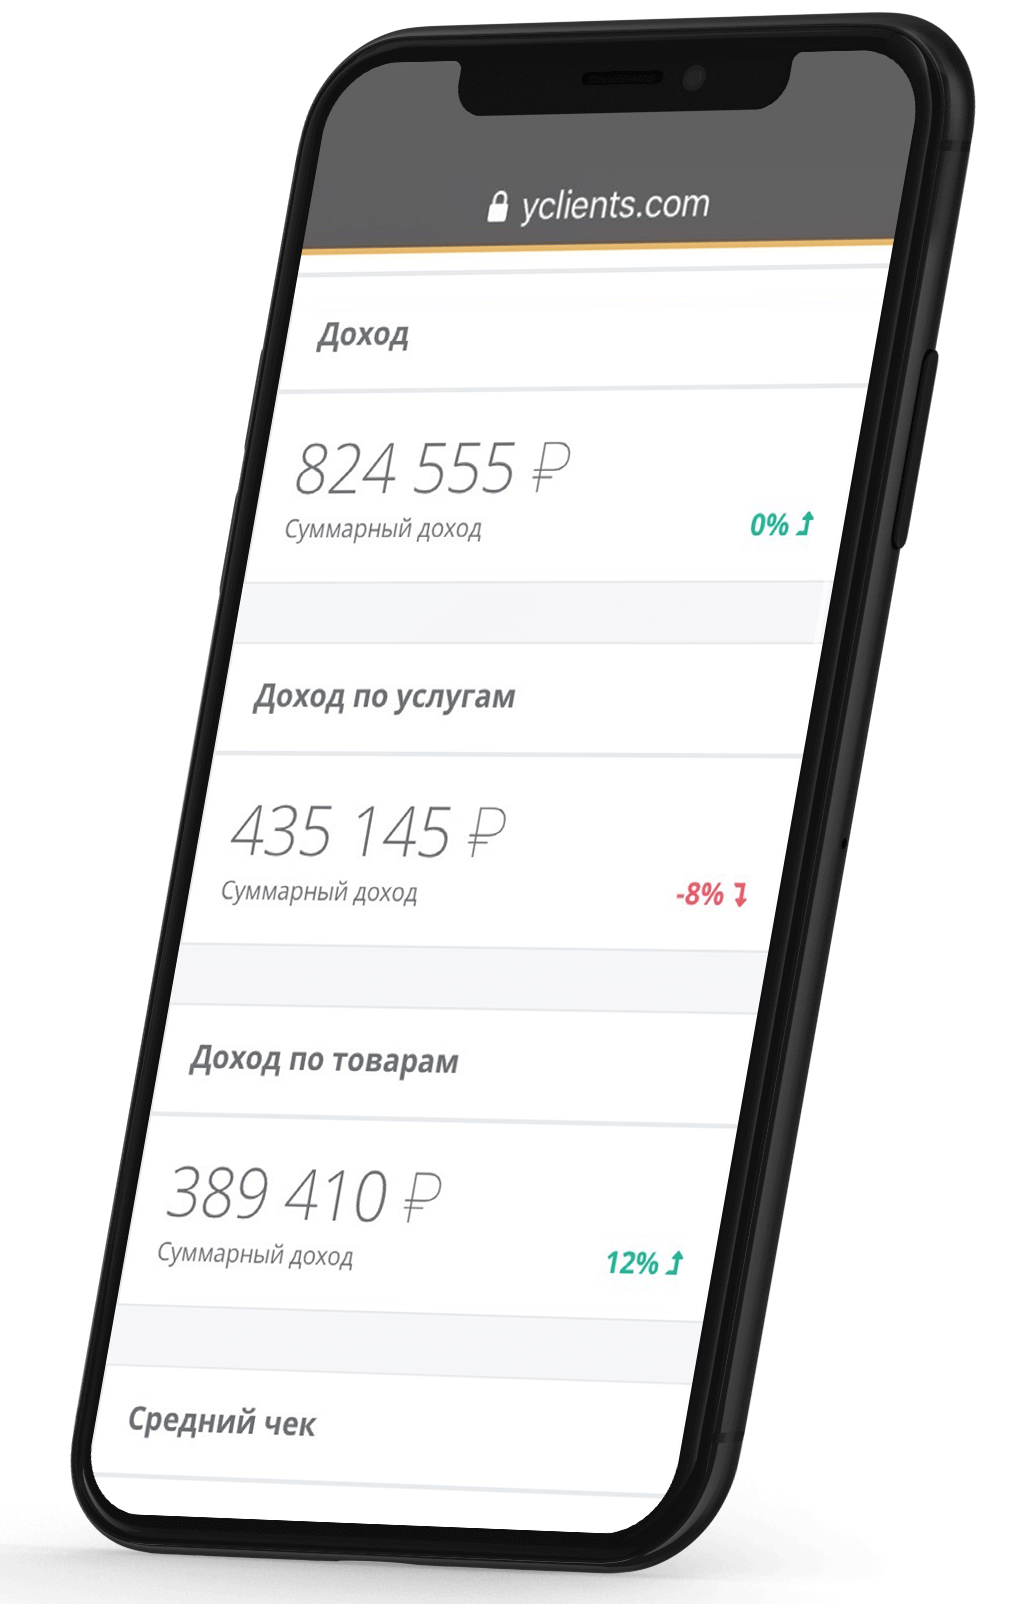 yclients.com
Доход
824 555 ₽
Суммарный доход
0%
Доход по услугам
435 145 ₽
Суммарный доход
-8%
Доход по товарам
389 410 ₽
Суммарный доход
12%
Средний чек